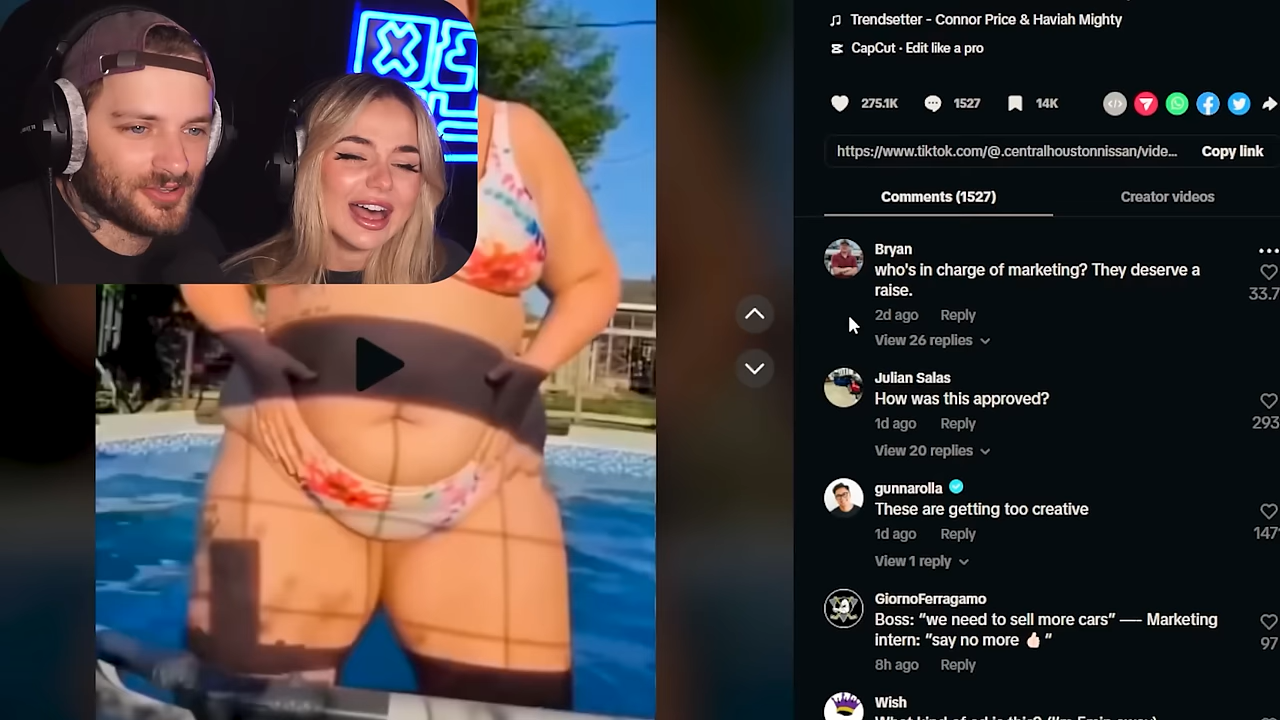 Trendsetter - Connor Price & Haviah Mighty
CapCut · Edit like a pro
275.1K
1527
14K
https://www.tiktok.com/@.centralhoustonnissan/vide...
Copy link
Comments (1527)
Creator videos
Bryan
who's in charge of marketing? They deserve a
raise.
33.7
2d ago
Reply
View 26 replies
Julian Salas
How was this approved?
293
1d ago
Reply
View 20 replies
gunnarolla
These are getting too creative
147
1d ago
Reply
View 1 reply
GiornoFerragamo
Boss: “we need to sell more cars” —– Marketing
intern: “say no more 👍🏻 “
97
8h ago
Reply
Wish